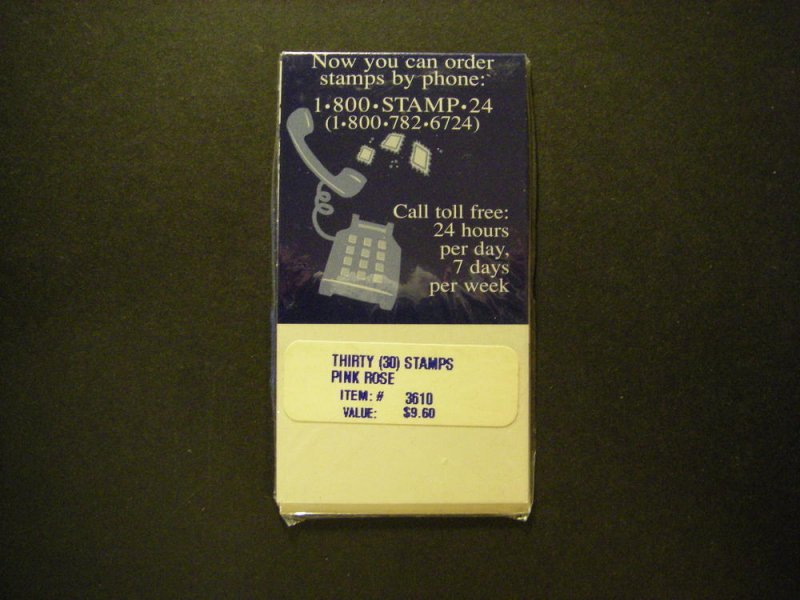 Now you can order
stamps by phone:
1•800•STAMP•24
(1•800•782•6724)
Call toll free:
24 hours
per day,
7 days
per week
THIRTY (30) STAMPS
PINK ROSE
ITEM: # 3610
VALUE: $9.60